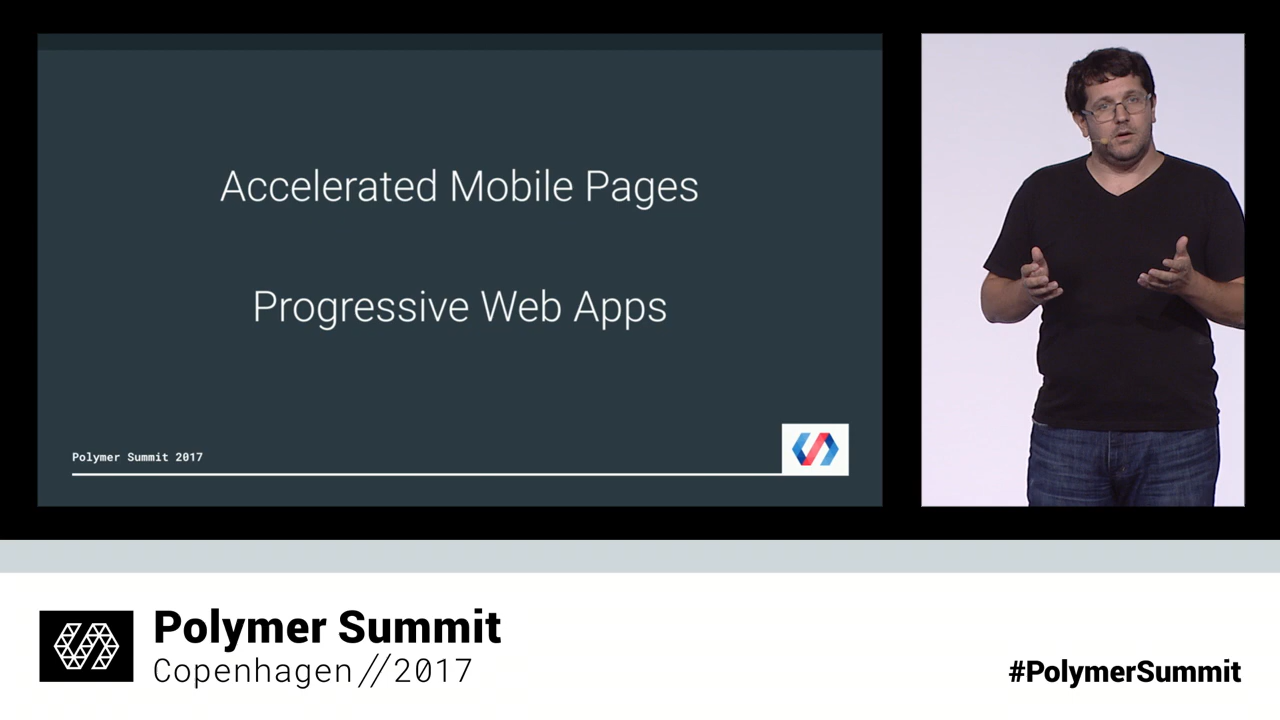 Accelerated Mobile Pages
Progressive Web Apps
Polymer Summit 2017
Polymer Summit
Copenhagen //2017
#PolymerSummit